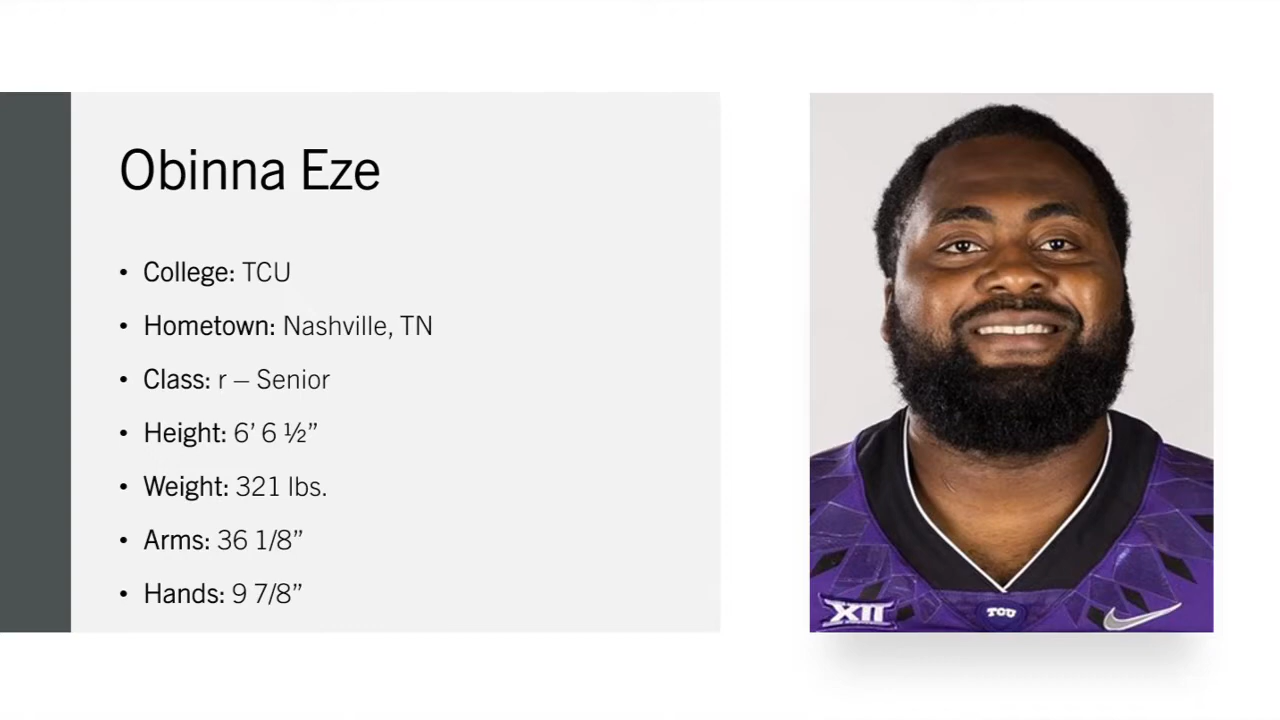 Obinna Eze
• College: TCU
• Hometown: Nashville, TN
• Class: r – Senior
• Height: 6’ 6 ½”
• Weight: 321 lbs.
• Arms: 36 1/8”
• Hands: 9 7/8”
XII
TCU